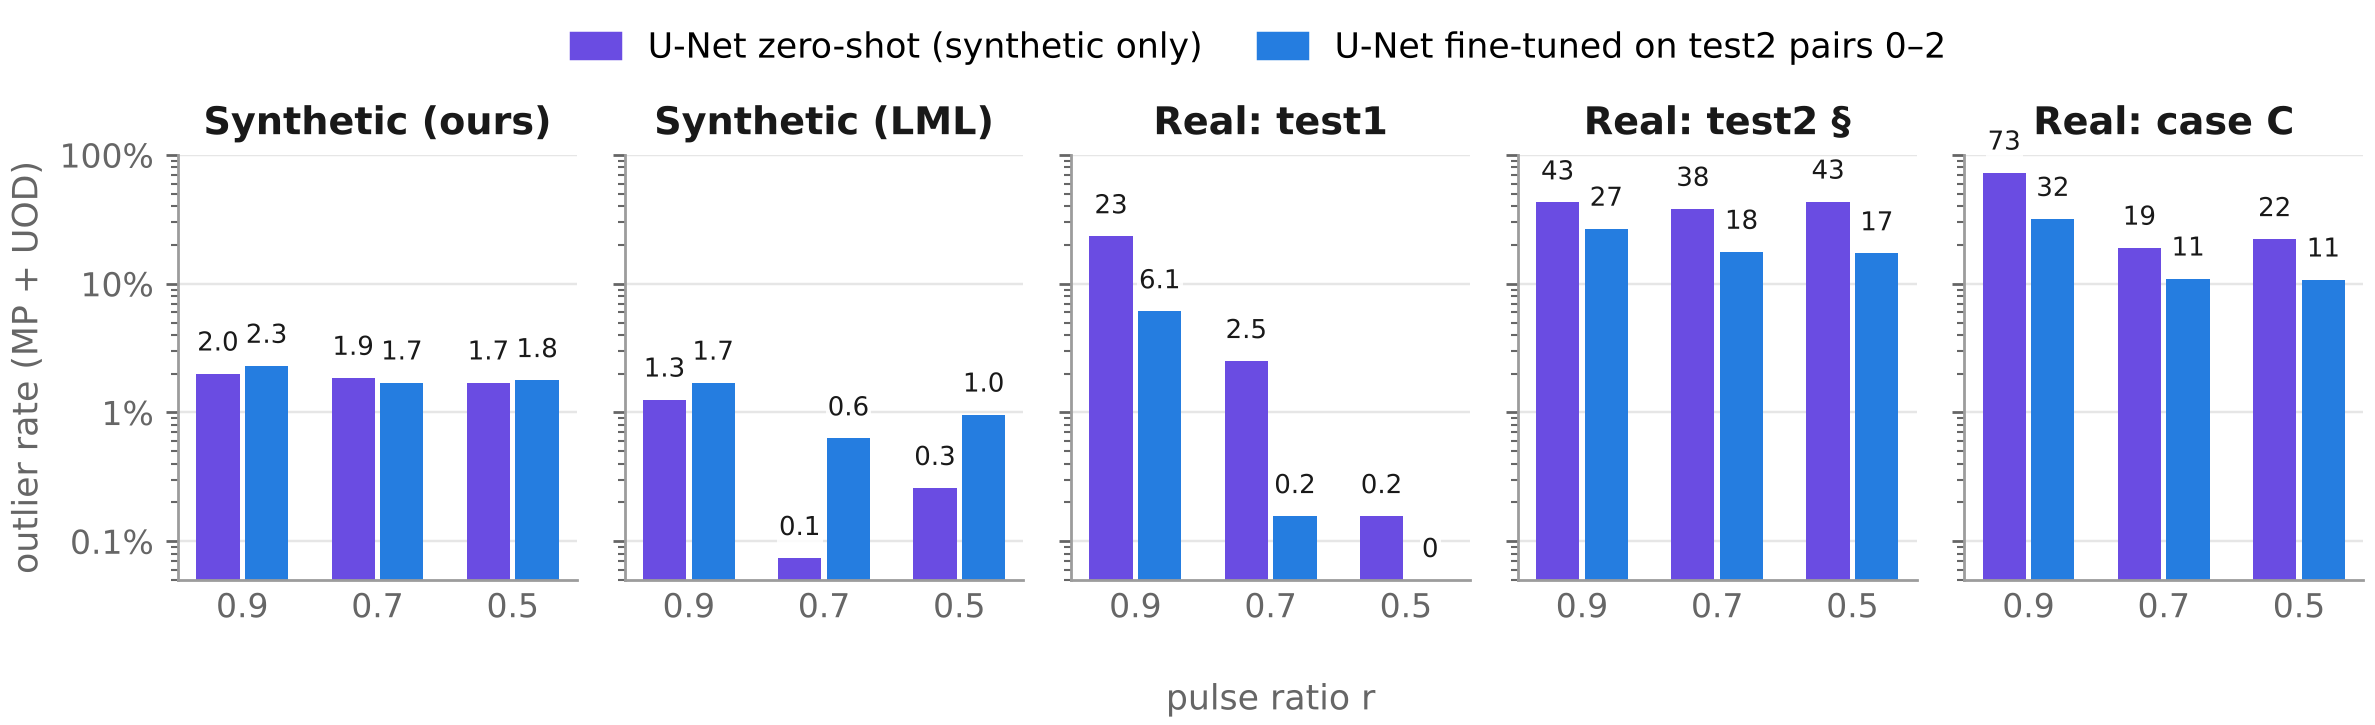 U-Net zero-shot (synthetic only)
U-Net fine-tuned on test2 pairs 0–2
Synthetic (ours)
Synthetic (LML)
Real: test1
Real: test2 §
Real: case C
outlier rate (MP + UOD)
100%
10%
1%
0.1%
2.0 2.3 1.9 1.7 1.7 1.8
0.9 0.7 0.5
1.3 1.7 0.1 0.6 0.3 1.0
0.9 0.7 0.5
23 6.1 2.5 0.2 0.2 0
0.9 0.7 0.5
43 27 38 18 43 17
0.9 0.7 0.5
73 32 19 11 22 11
0.9 0.7 0.5
pulse ratio r